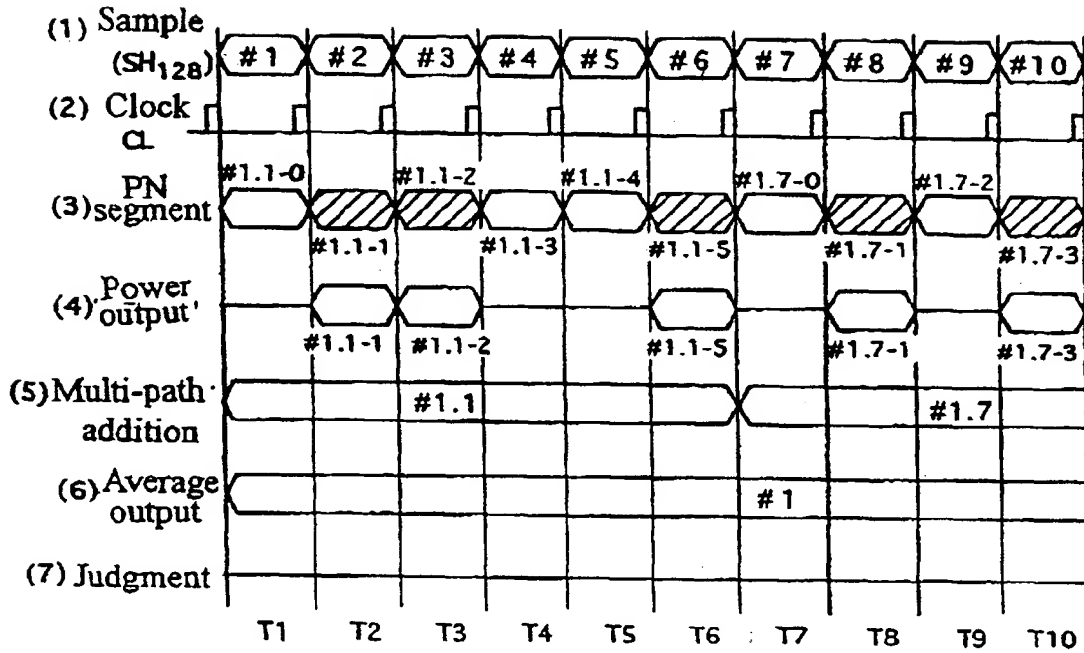 (1) Sample (SH128) #1 #2 #3 #4 #5 #6 #7 #8 #9 #10
(2) Clock CL
#1.1-0 #1.1-2 #1.1-4 #1.7-0 #1.7-2
(3) PN segment
#1.1-1 #1.1-3 #1.1-5 #1.7-1 #1.7-3
(4) Power output
#1.1-1 #1.1-2 #1.1-5 #1.7-1 #1.7-3
(5) Multi-path addition #1.1 #1.7
(6) Average output #1
(7) Judgment
T1 T2 T3 T4 T5 T6 T7 T8 T9 T10